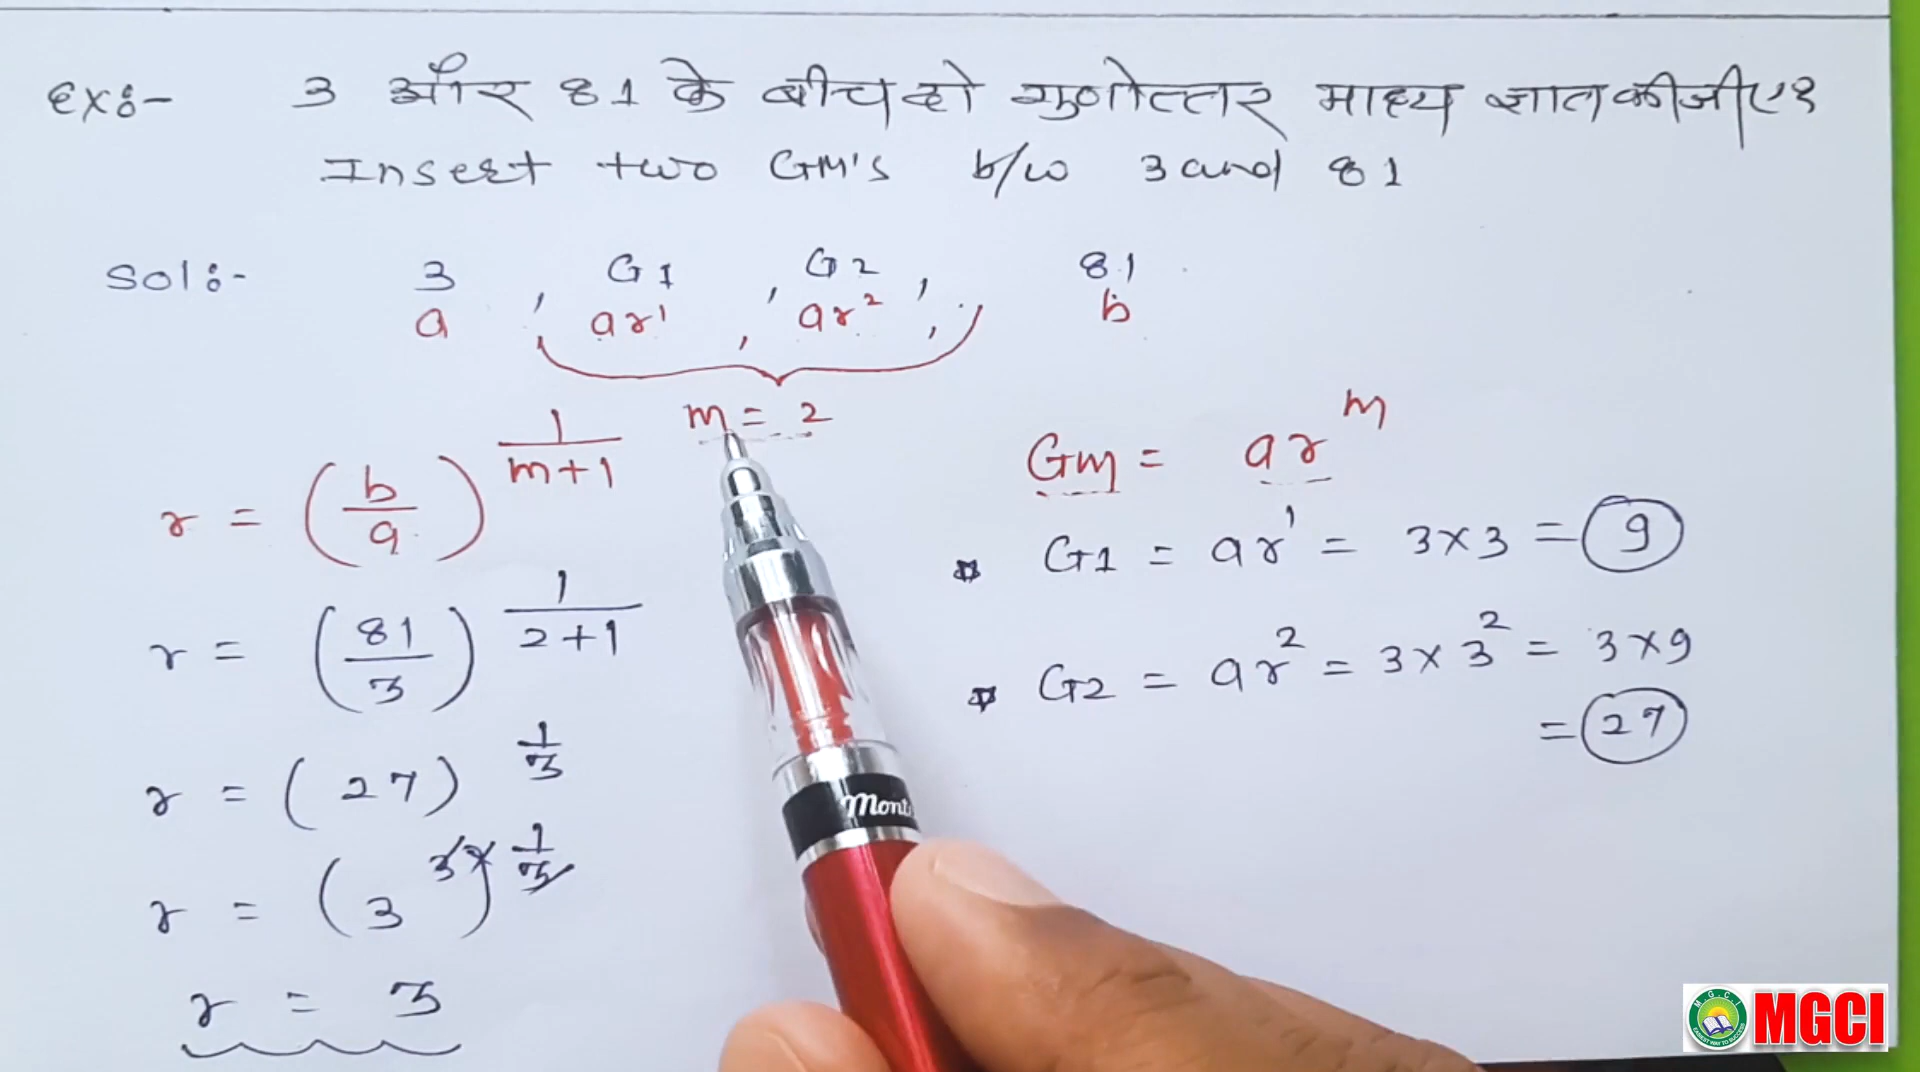 Ex:- 3 और 81 के बीच दो गुणोत्तर माध्य ज्ञात कीजीए?
Insert two GM's b/w 3 and 81
Sol:- 3 , G1 , G2 , 81
a , ar¹ , ar² , b
m = 2
r = (b/a)^(1/(m+1))
r = (81/3)^(1/(2+1))
r = (27)^(1/3)
r = (3^3×)^(1/3)
r = 3
Gm = ar^m
G1 = ar¹ = 3×3 = 9
G2 = ar² = 3×3² = 3×9
= 27
MGCI